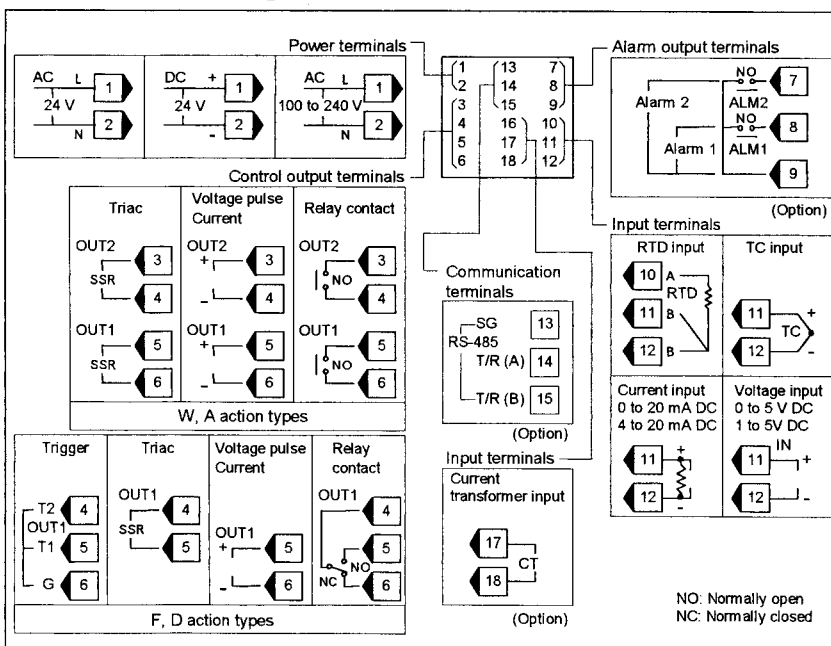 Power terminals
AC L 1
24 V
N 2
DC + 1
24 V
- 2
AC L 1
100 to 240 V
N 2
1 13 7
2 14 8
3 15 9
4 16 10
5 17 11
6 18 12
Alarm output terminals
NO 7
Alarm 2
ALM2
NO 8
Alarm 1 ALM1
9
(Option)
Control output terminals
Triac
OUT2
3
SSR
4
OUT1
5
SSR
6
Voltage pulse
Current
OUT2
+ 3
- 4
OUT1
+ 5
- 6
Relay contact
OUT2
3
NO
4
OUT1
5
NO
6
W, A action types
Trigger
T2 4
OUT1
T1 5
G 6
Triac
OUT1
4
SSR
5
Voltage pulse
Current
OUT1
+ 5
- 6
Relay
contact
OUT1
4
5
NO
NC 6
F, D action types
Communication
terminals
SG 13
RS-485
T/R (A) 14
T/R (B) 15
(Option)
Input terminals
Current
transformer input
17
CT
18
(Option)
Input terminals
RTD input
10 A
RTD
11 B
12 B
TC input
11 +
TC
12 -
Current input
0 to 20 mA DC
4 to 20 mA DC
11 +
12 -
Voltage input
0 to 5 V DC
1 to 5V DC
IN
11 +
12 -
NO: Normally open
NC: Normally closed